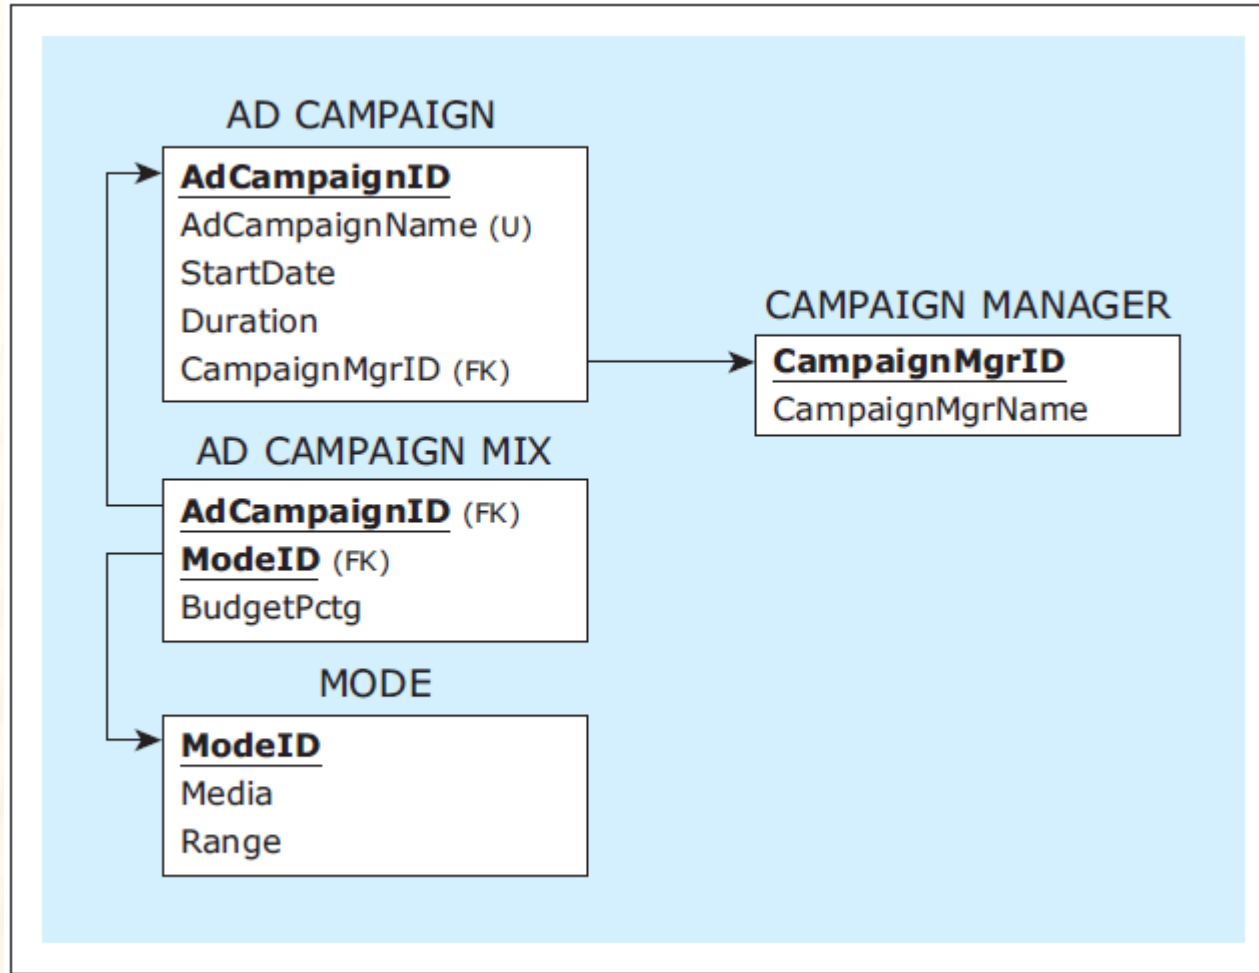 AD CAMPAIGN
AdCampaignID
AdCampaignName (U)
StartDate
Duration
CampaignMgrID (FK)
CAMPAIGN MANAGER
CampaignMgrID
CampaignMgrName
AD CAMPAIGN MIX
AdCampaignID (FK)
ModeID (FK)
BudgetPctg
MODE
ModeID
Media
Range